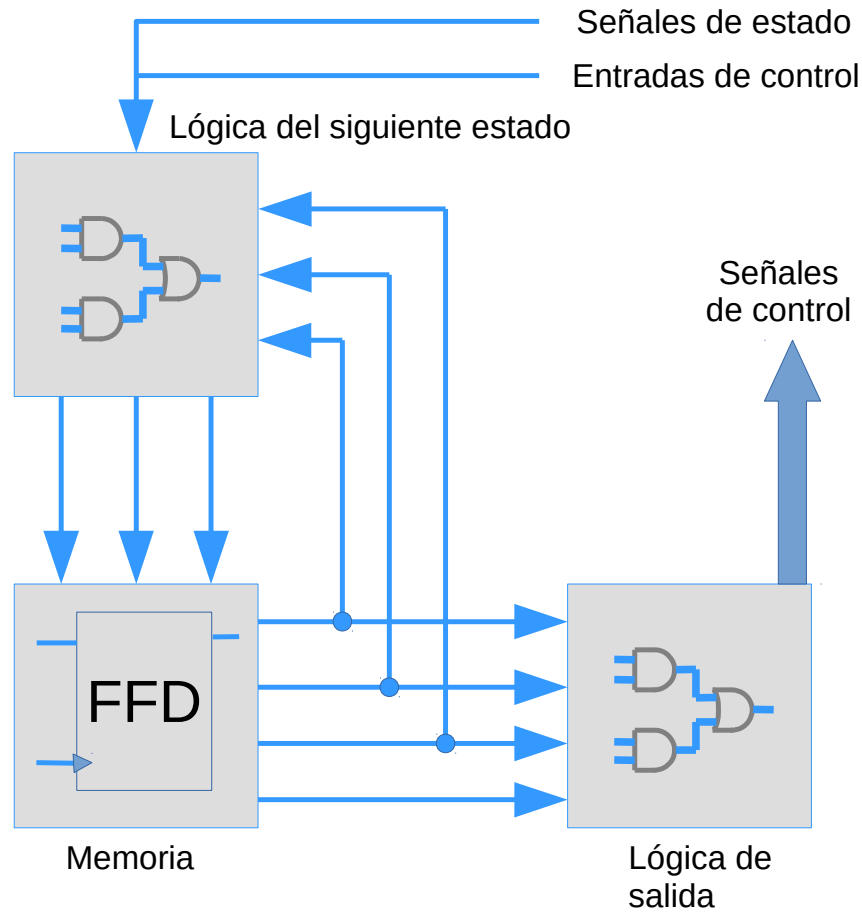 Señales de estado
Entradas de control
Lógica del siguiente estado
Señales
de control
FFD
Memoria
Lógica de
salida